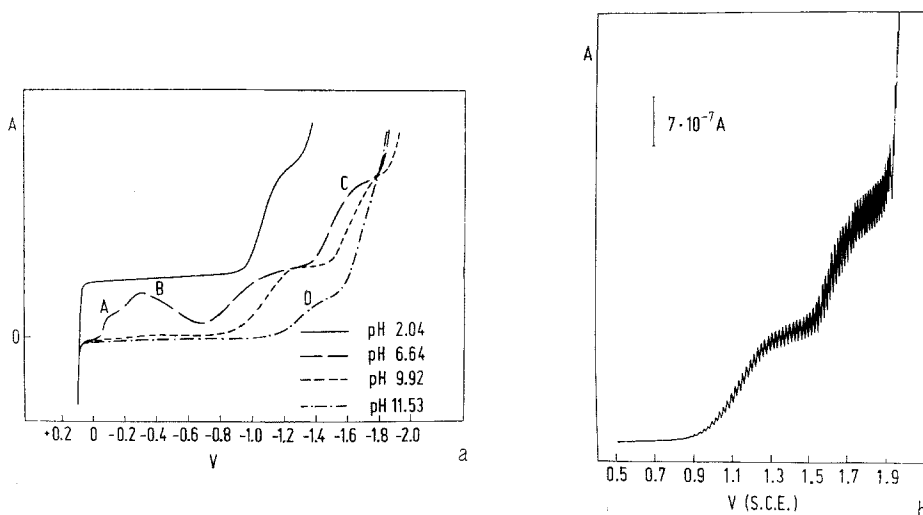 A
0
A
B
C
D
pH 2.04
pH 6.64
pH 9.92
pH 11.53
+0.2 0 -0.2 -0.4 -0.6 -0.8 -1.0 -1.2 -1.4 -1.6 -1.8 -2.0
V
a
A
7·10⁻⁷A
0.5 0.7 0.9 1.1 1.3 1.5 1.7 1.9
V (S.C.E.)